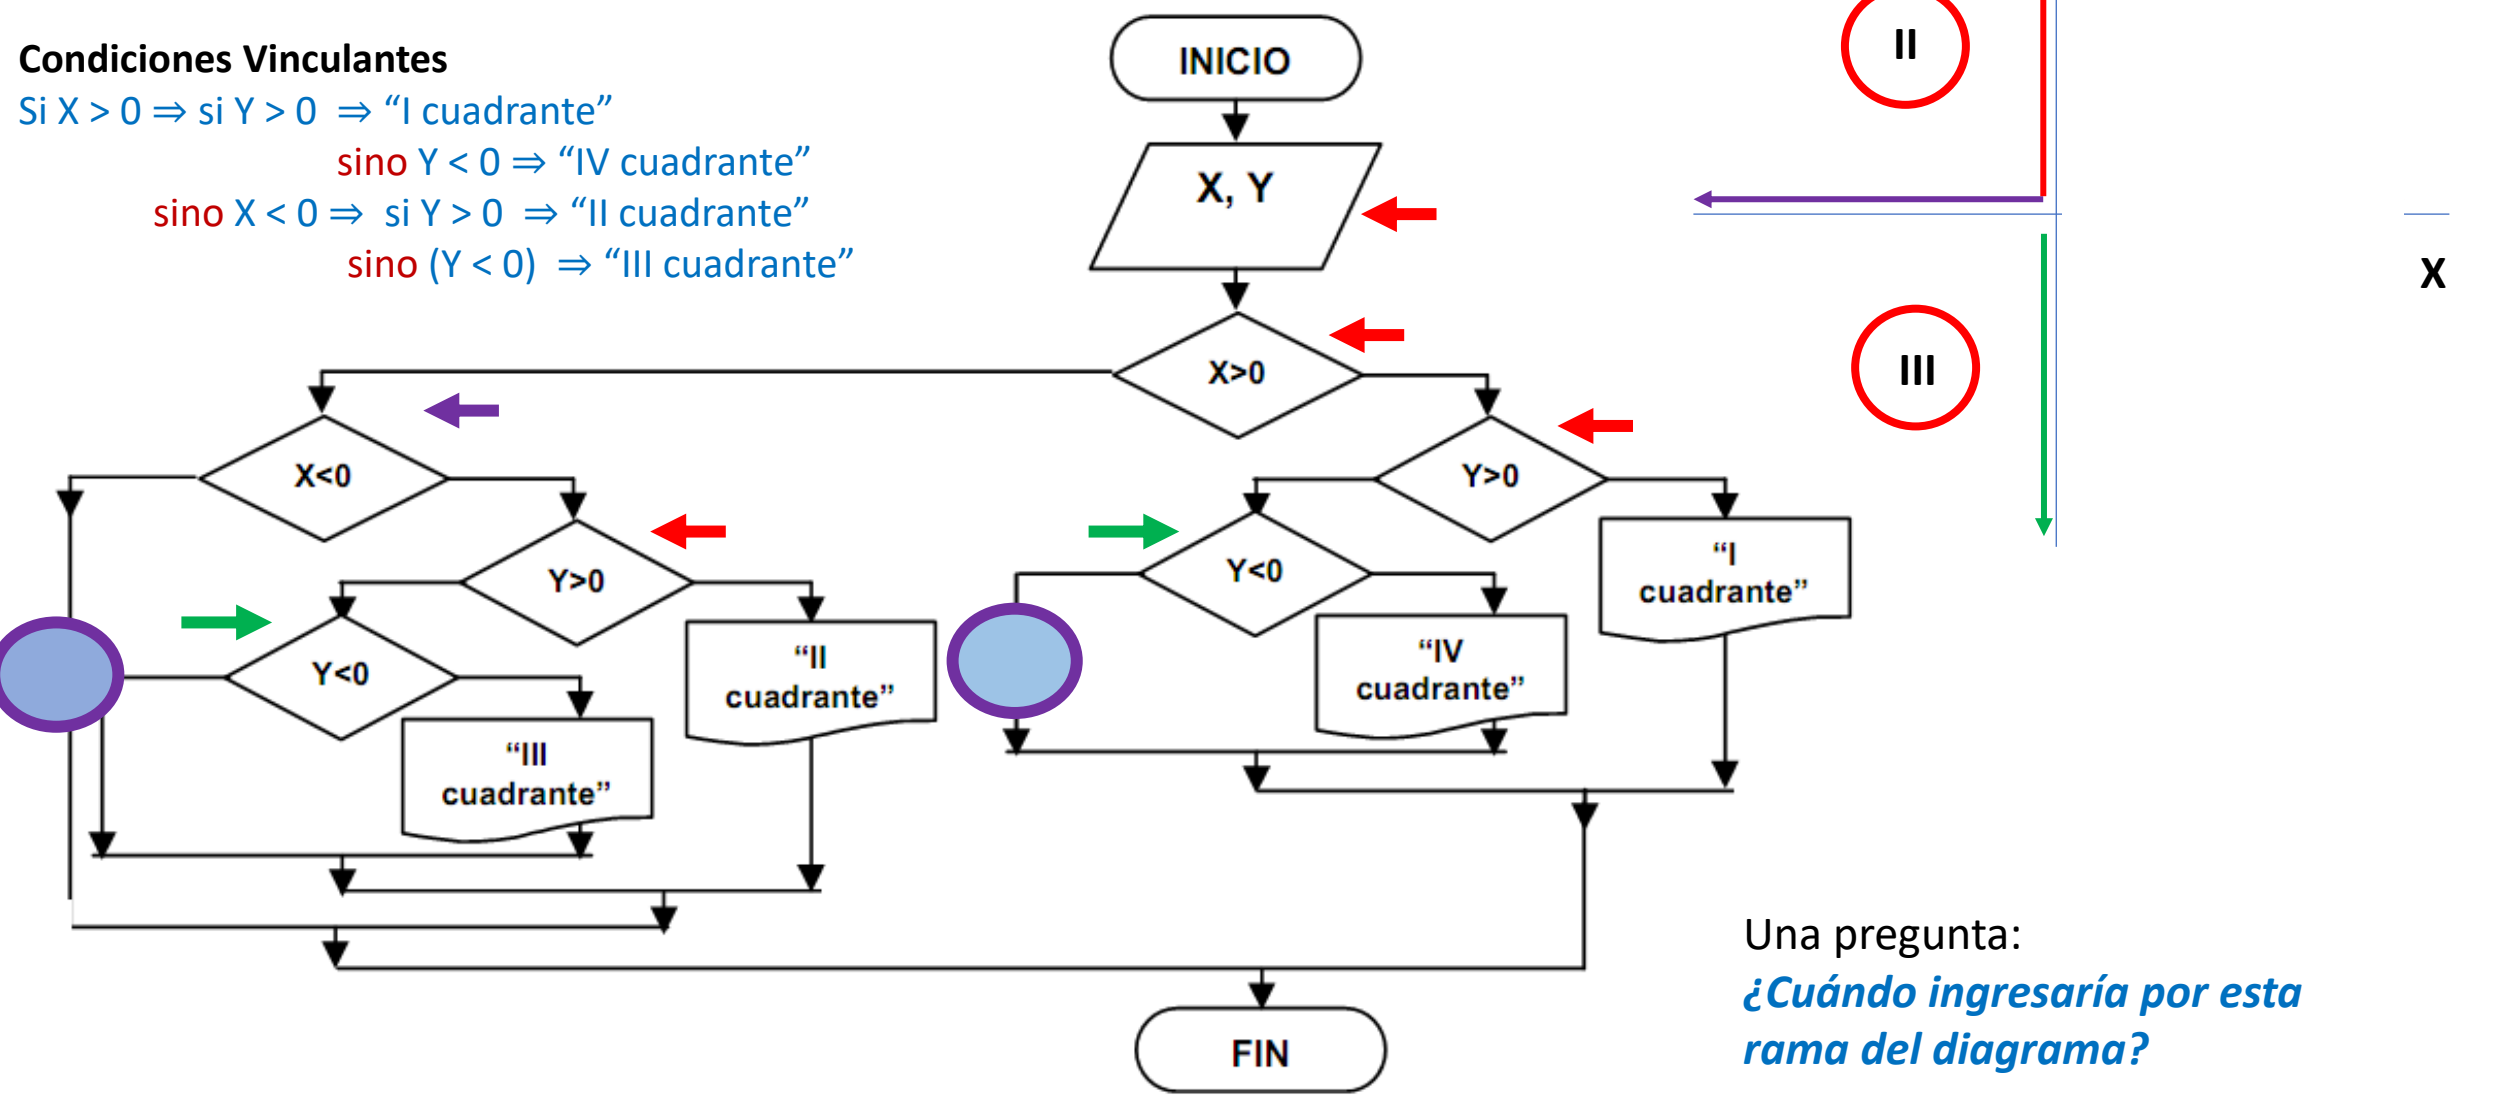 Condiciones Vinculantes
Si X > 0 ⇒ si Y > 0 ⇒ “I cuadrante”
sino Y < 0 ⇒ “IV cuadrante”
sino X < 0 ⇒ si Y > 0 ⇒ “II cuadrante”
sino (Y < 0) ⇒ “III cuadrante”
INICIO
X, Y
X>0
X<0
Y>0
Y>0
Y<0
Y<0
“I
cuadrante”
“IV
cuadrante”
“II
cuadrante”
“III
cuadrante”
FIN
II
III
X
Una pregunta:
¿Cuándo ingresaría por esta
rama del diagrama?